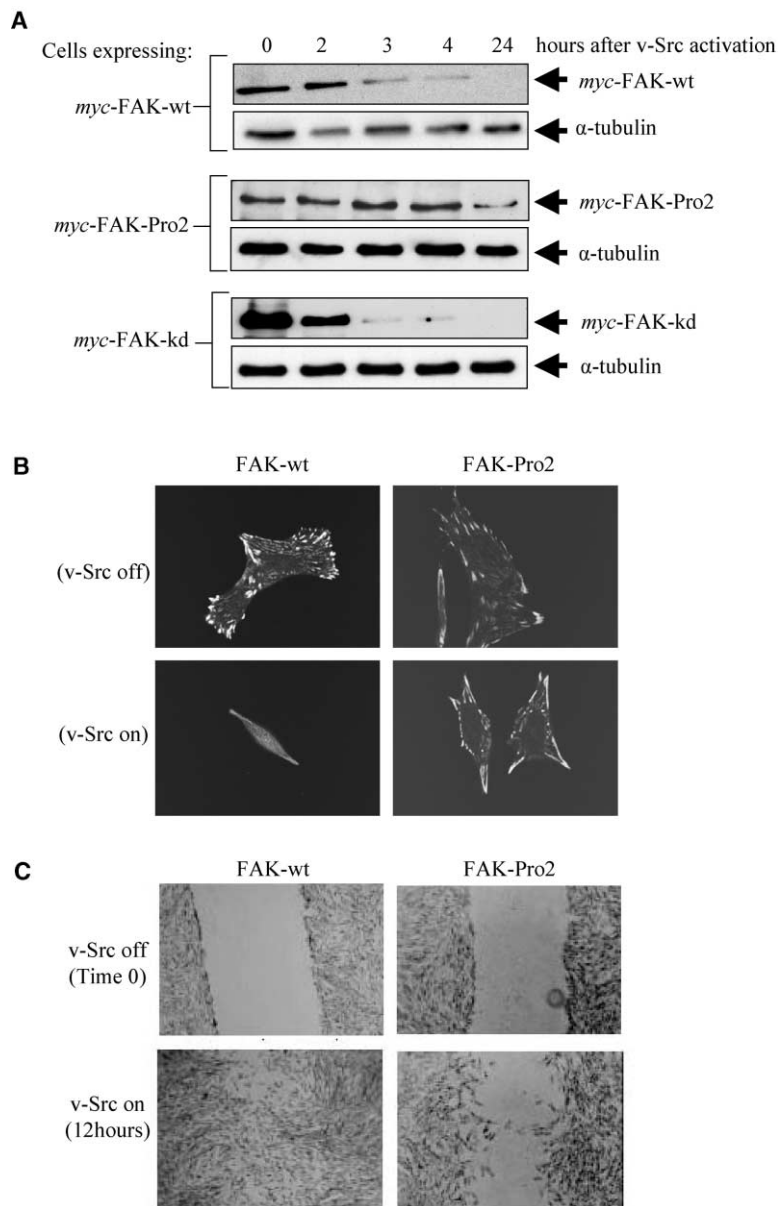 A
Cells expressing: 0 2 3 4 24 hours after v-Src activation
myc-FAK-wt
myc-FAK-wt
α-tubulin
myc-FAK-Pro2
myc-FAK-Pro2
α-tubulin
myc-FAK-kd
myc-FAK-kd
α-tubulin
B
FAK-wt FAK-Pro2
(v-Src off)
(v-Src on)
C
FAK-wt FAK-Pro2
v-Src off
(Time 0)
v-Src on
(12hours)